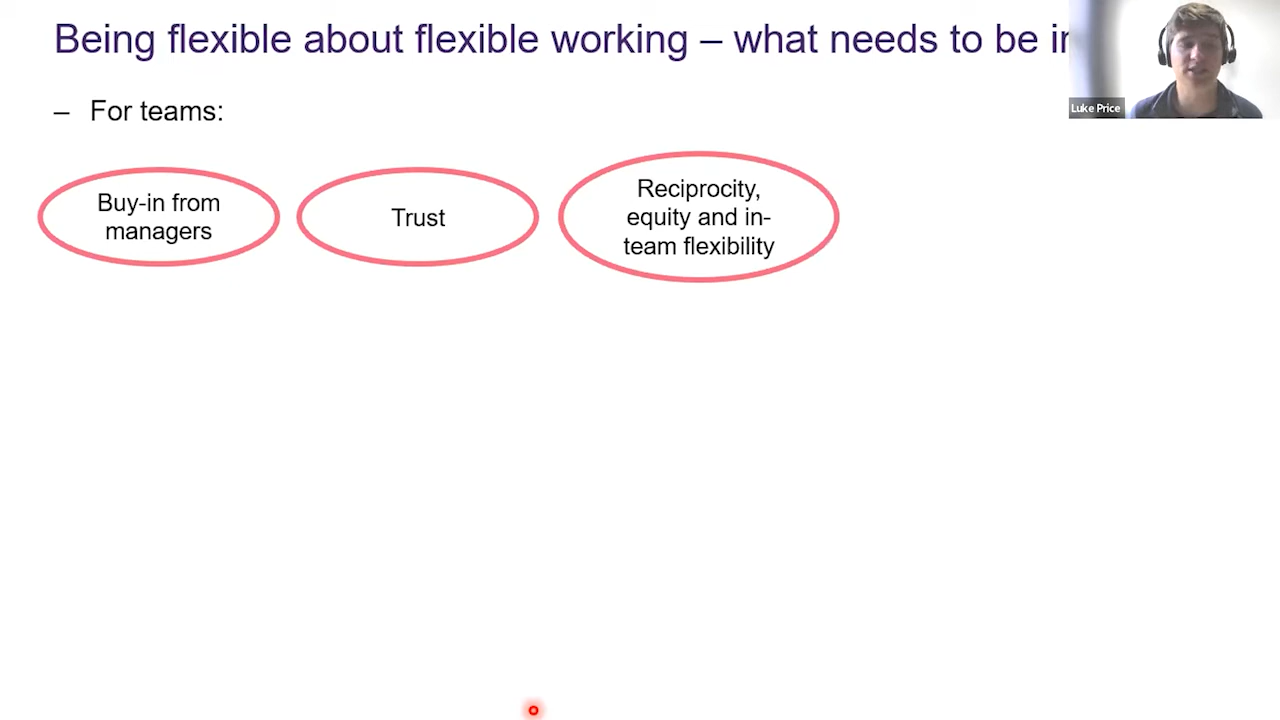 Being flexible about flexible working – what needs to be in
Luke Price
– For teams:
Buy-in from
managers
Trust
Reciprocity,
equity and in-
team flexibility